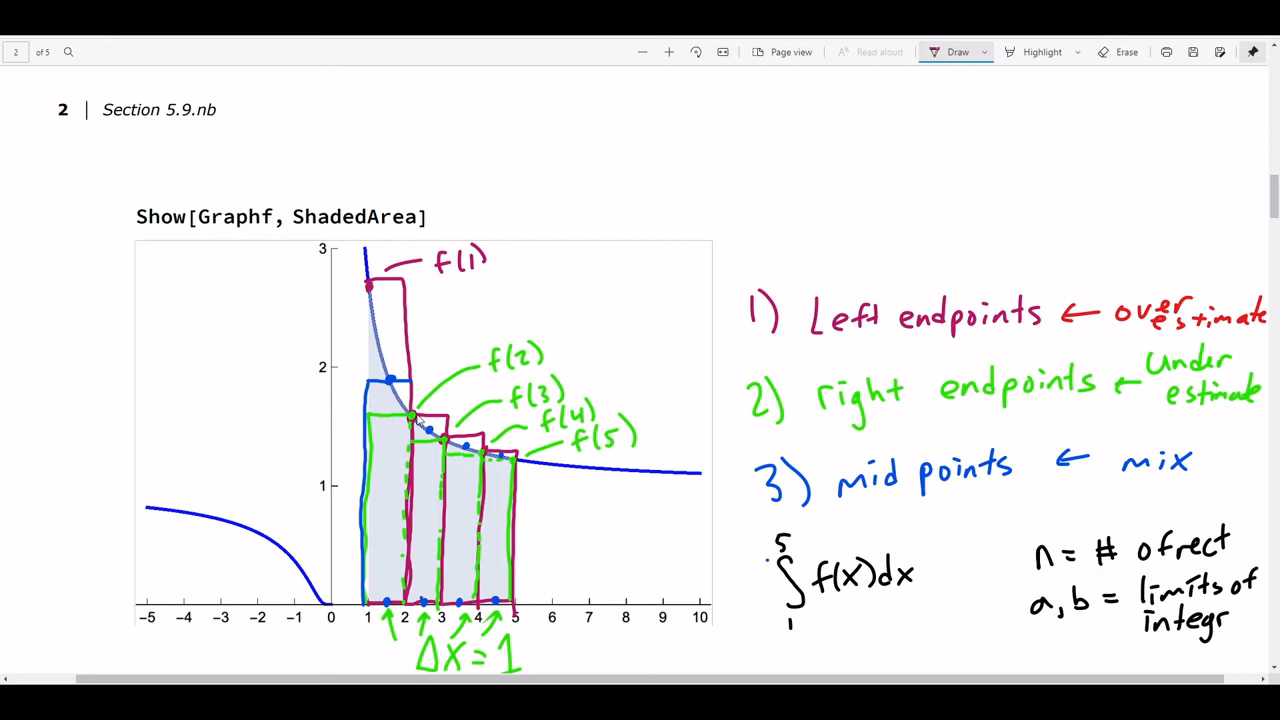 2 of 5 Page view Read aloud Draw Highlight Erase
2 | Section 5.9.nb
Show[Graphf, ShadedArea]
3
2
1
-5 -4 -3 -2 -1 0 1 2 3 4 5 6 7 8 9 10
f(1)
f(2)
f(3)
f(4)
f(5)
Δx = 1
1) Left endpoints ← over
estimate
2) right endpoints ← under
estimate
3) mid points ← mix
5
∫ f(x)dx
1
n = # of rect
a, b = limits of
integr